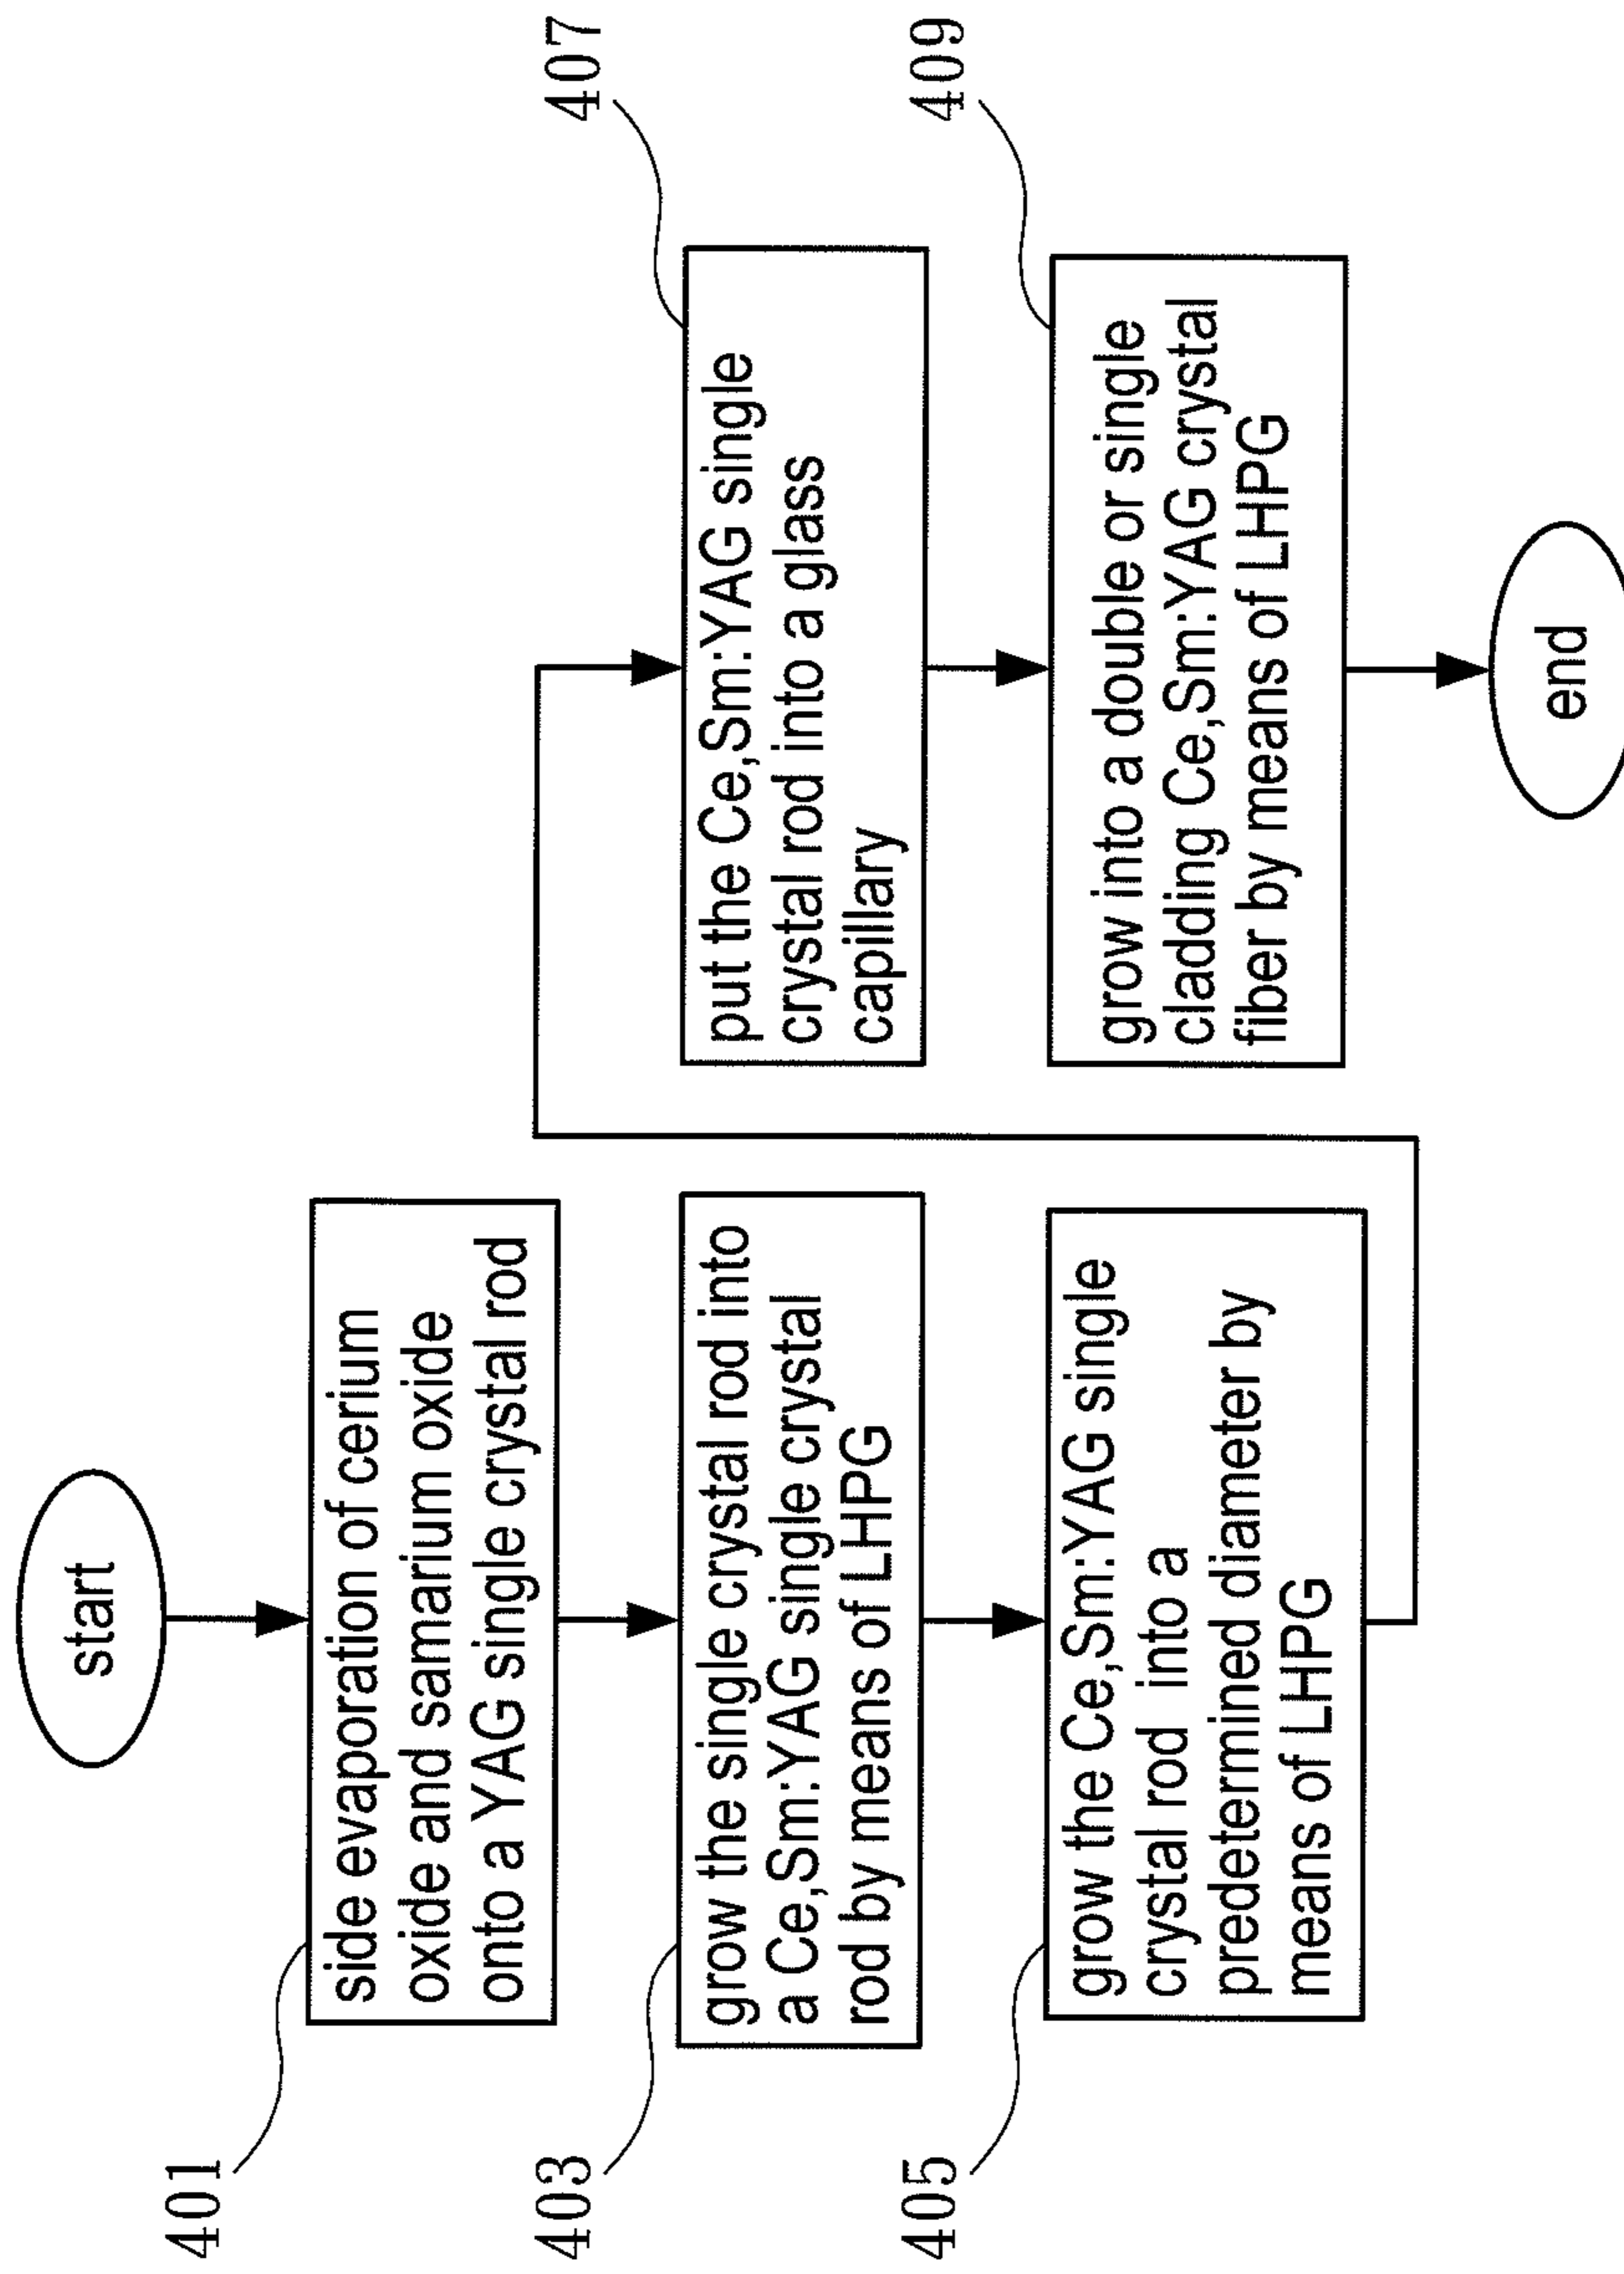 start
401
side evaporation of cerium
oxide and samarium oxide
onto a YAG single crystal rod
403
grow the single crystal rod into
a Ce,Sm:YAG single crystal
rod by means of LHPG
405
grow the Ce,Sm:YAG single
crystal rod into a
predetermined diameter by
means of LHPG
407
put the Ce,Sm:YAG single
crystal rod into a glass
capillary
409
grow into a double or single
cladding Ce,Sm:YAG crystal
fiber by means of LHPG
end